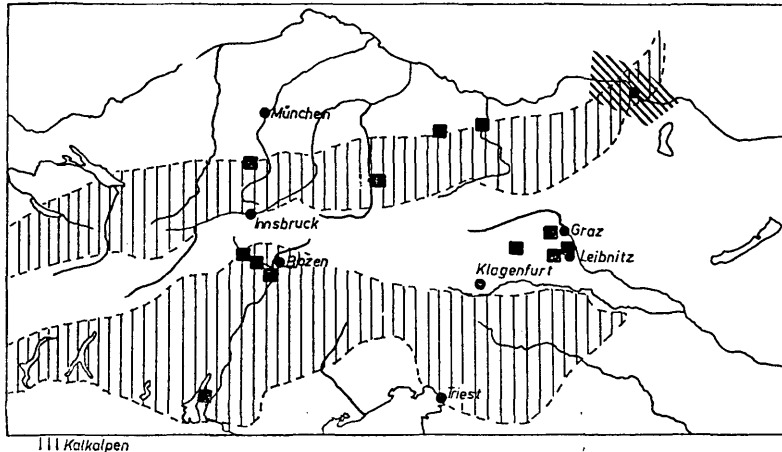 München
Innsbruck
Bozen
Graz
Leibnitz
Klagenfurt
Triest
Kalkalpen